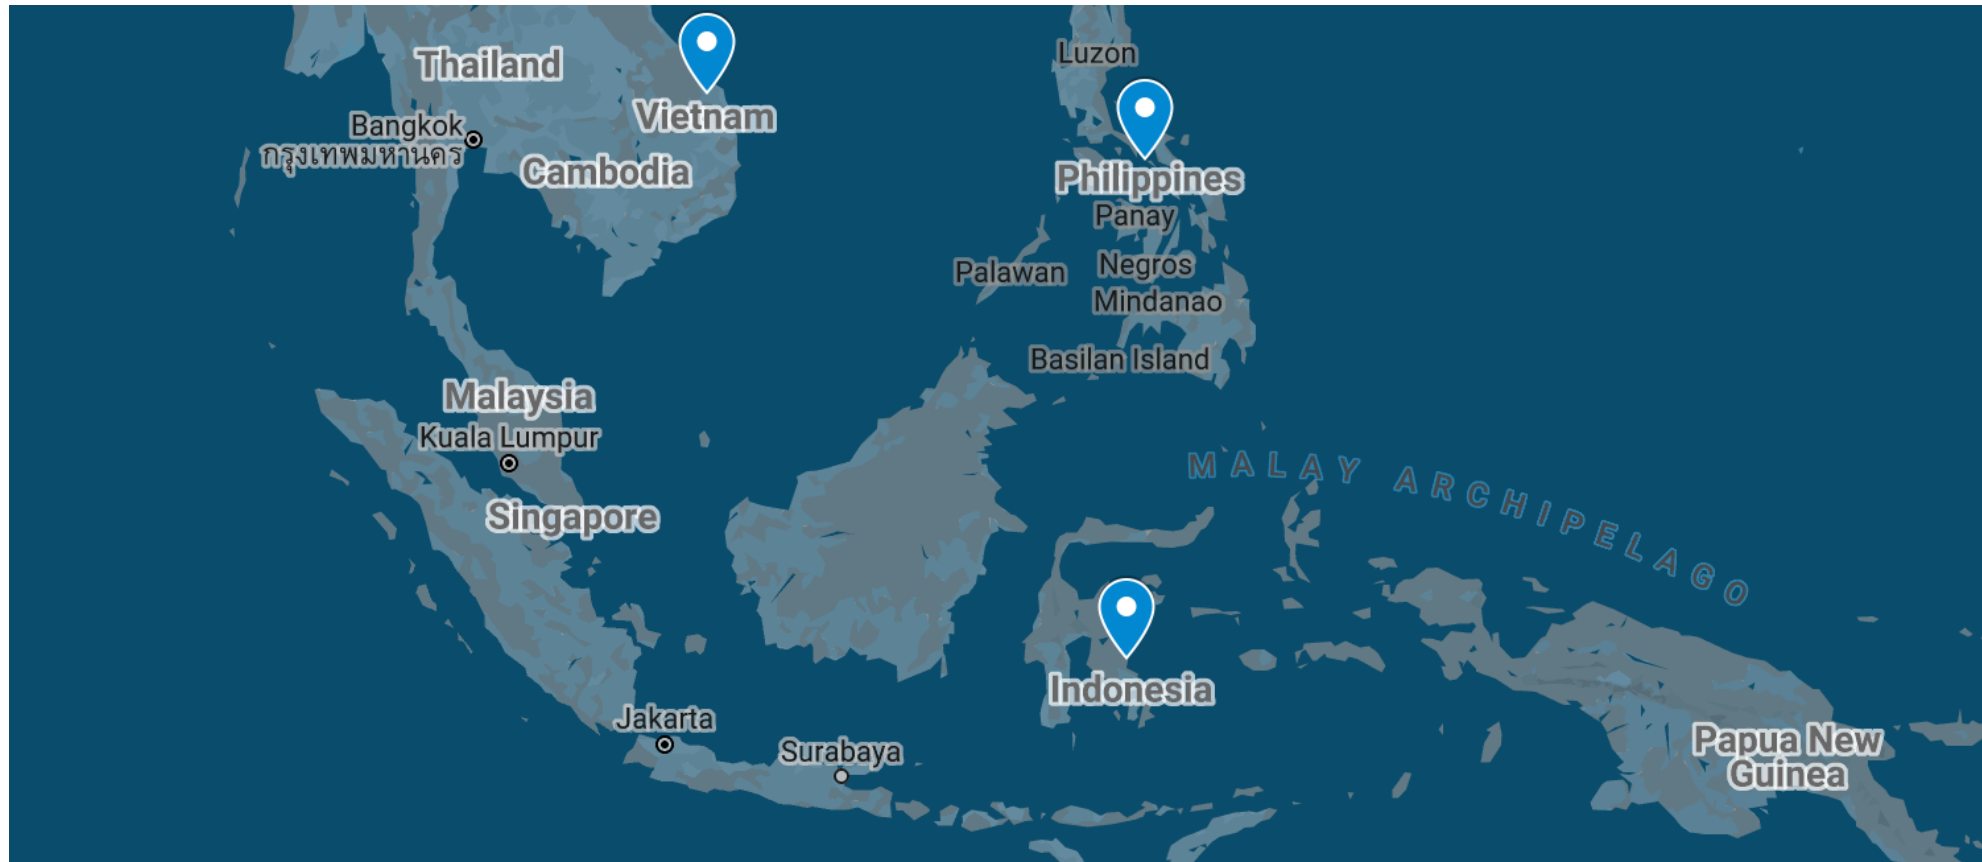 Luzon
Thailand
Vietnam
Bangkok
กรุงเทพมหานคร
Cambodia
Philippines
Panay
Palawan
Negros
Mindanao
Basilan Island
Malaysia
Kuala Lumpur
MALAY ARCHIPELAGO
Singapore
Indonesia
Jakarta
Surabaya
Papua New
Guinea